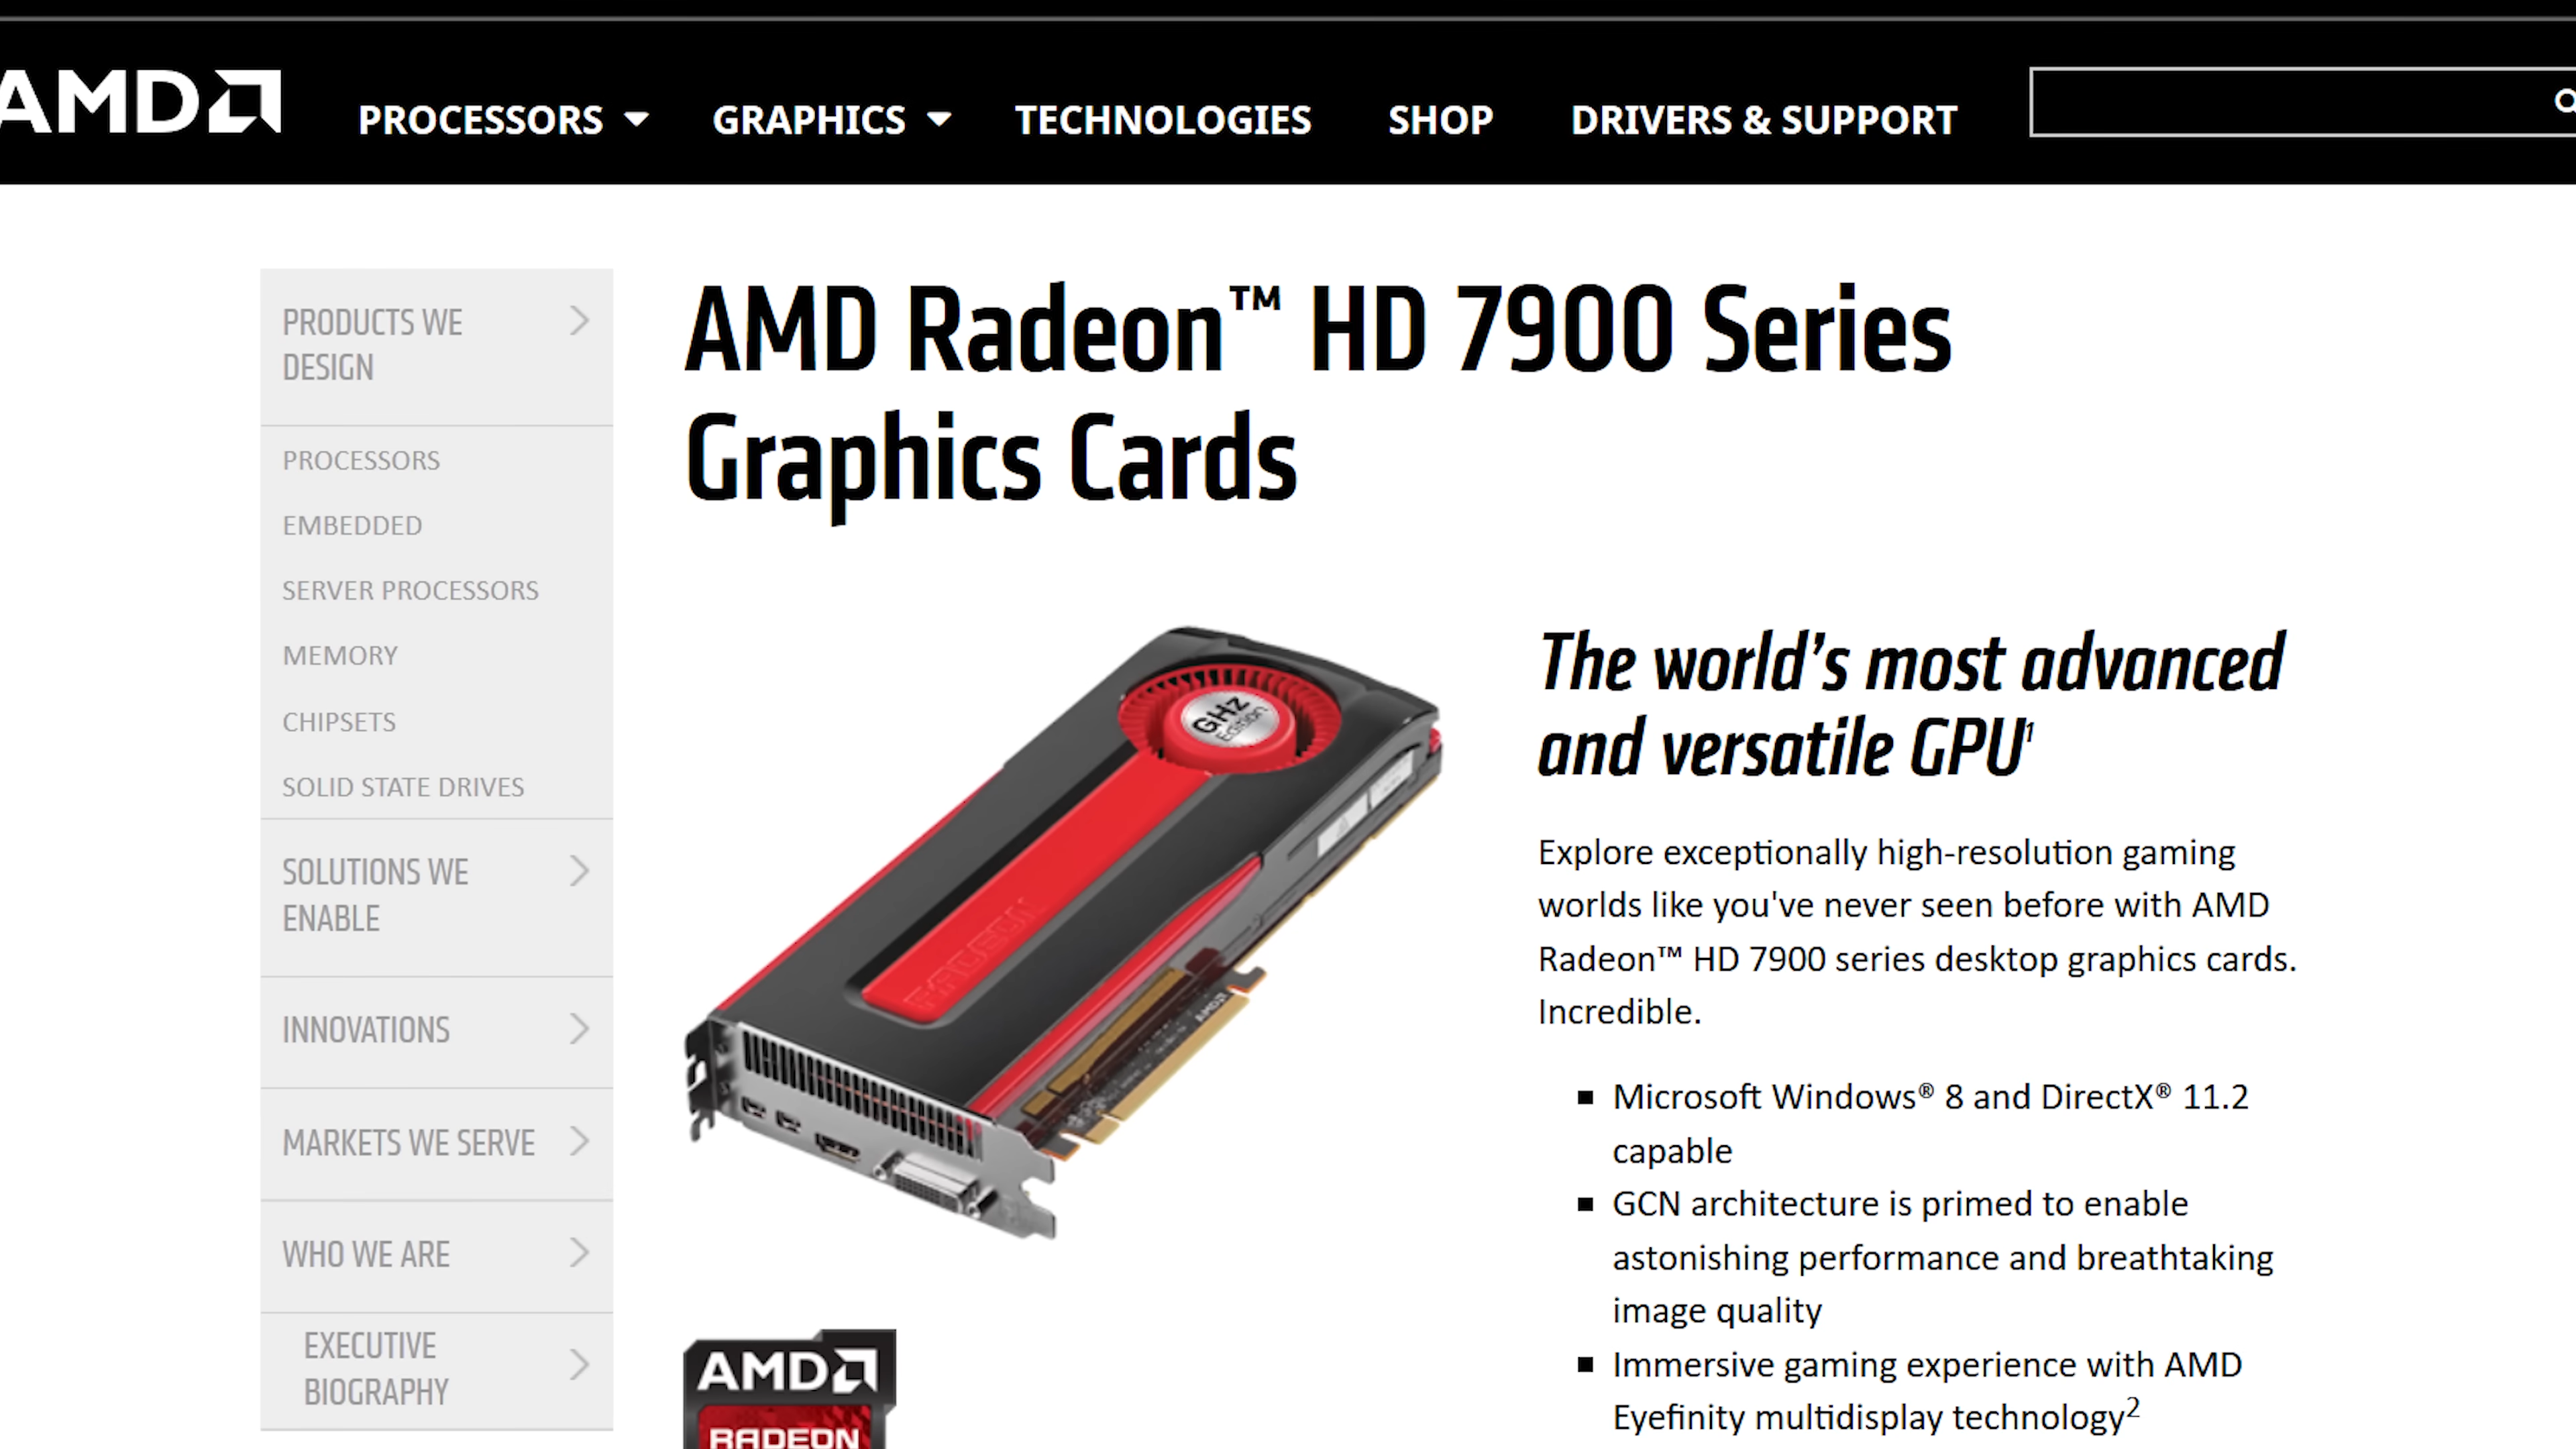 AMD
PROCESSORS
GRAPHICS
TECHNOLOGIES
SHOP
DRIVERS & SUPPORT
PRODUCTS WE
DESIGN
PROCESSORS
EMBEDDED
SERVER PROCESSORS
MEMORY
CHIPSETS
SOLID STATE DRIVES
SOLUTIONS WE
ENABLE
INNOVATIONS
MARKETS WE SERVE
WHO WE ARE
EXECUTIVE
BIOGRAPHY
AMD Radeon™ HD 7900 Series
Graphics Cards
GHz
Edition
RADEON
AMD
The world’s most advanced
and versatile GPU¹
Explore exceptionally high-resolution gaming
worlds like you've never seen before with AMD
Radeon™ HD 7900 series desktop graphics cards.
Incredible.
Microsoft Windows® 8 and DirectX® 11.2
capable
GCN architecture is primed to enable
astonishing performance and breathtaking
image quality
Immersive gaming experience with AMD
Eyefinity multidisplay technology²
AMD
RADEON